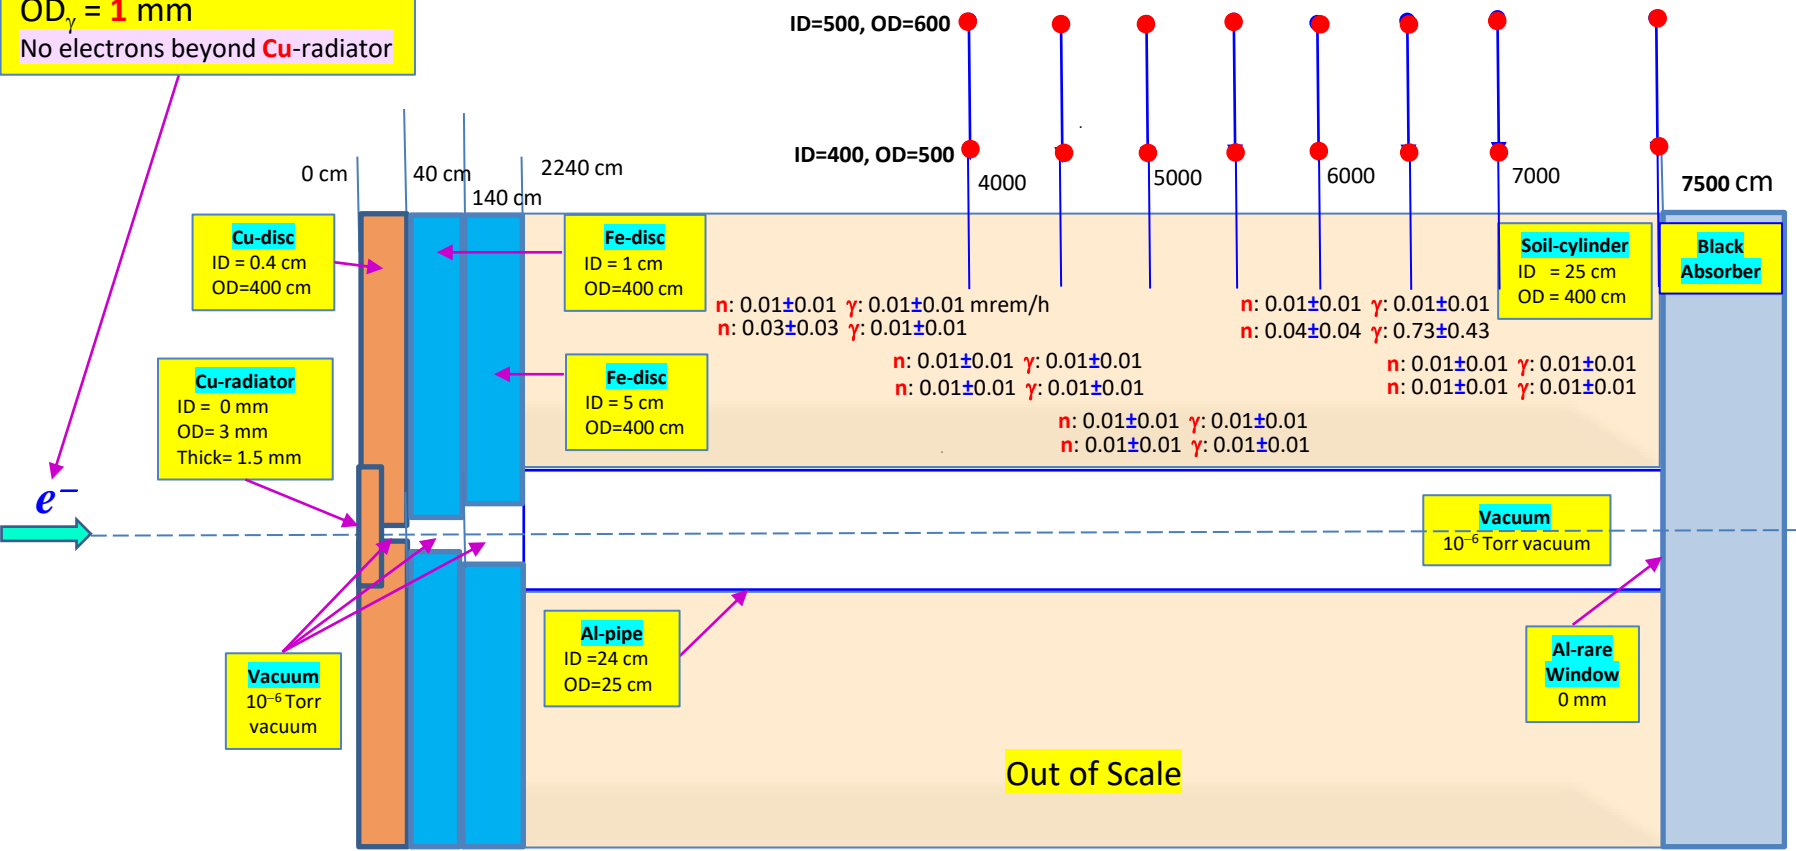 ODγ = 1 mm
No electrons beyond Cu-radiator
ID=500, OD=600
ID=400, OD=500
0 cm
40 cm
140 cm
2240 cm
4000
5000
6000
7000
7500 cm
Cu-disc
ID = 0.4 cm
OD=400 cm
Fe-disc
ID = 1 cm
OD=400 cm
Soil-cylinder
ID = 25 cm
OD = 400 cm
Black
Absorber
n: 0.01±0.01 γ: 0.01±0.01 mrem/h
n: 0.03±0.03 γ: 0.01±0.01
n: 0.01±0.01 γ: 0.01±0.01
n: 0.04±0.04 γ: 0.73±0.43
n: 0.01±0.01 γ: 0.01±0.01
n: 0.01±0.01 γ: 0.01±0.01
n: 0.01±0.01 γ: 0.01±0.01
n: 0.01±0.01 γ: 0.01±0.01
n: 0.01±0.01 γ: 0.01±0.01
n: 0.01±0.01 γ: 0.01±0.01
Cu-radiator
ID = 0 mm
OD= 3 mm
Thick= 1.5 mm
Fe-disc
ID = 5 cm
OD=400 cm
e−
Vacuum
10−6 Torr vacuum
Al-pipe
ID =24 cm
OD=25 cm
Vacuum
10−6 Torr
vacuum
Al-rare
Window
0 mm
Out of Scale